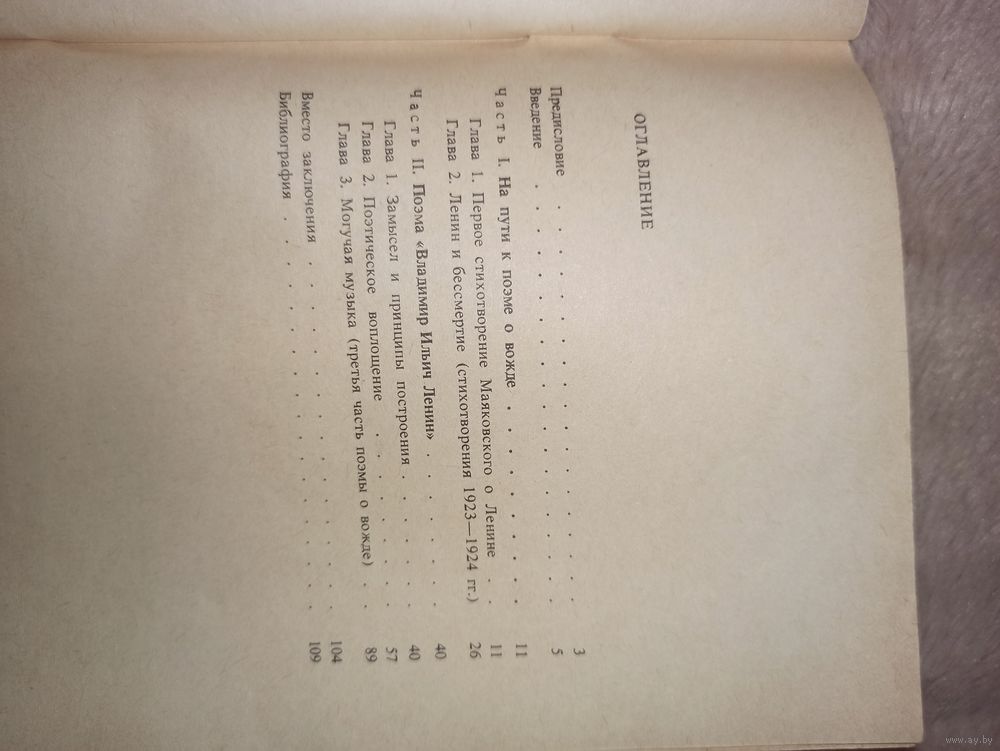 ОГЛАВЛЕНИЕ
Предисловие . . . . . . . . . . . . 3
Введение . . . . . . . . . . . . 5
Часть I. На пути к поэме о вожде . . . . . . . 11
Глава 1. Первое стихотворение Маяковского о Ленине . . 11
Глава 2. Ленин и бессмертие (стихотворения 1923—1924 гг.) 26
Часть II. Поэма «Владимир Ильич Ленин» . . . . . . 40
Глава 1. Замысел и принципы построения . . . . . 40
Глава 2. Поэтическое воплощение . . . . . . 57
Глава 3. Могучая музыка (третья часть поэмы о вожде) . . 89
Вместо заключения . . . . . . . . . . 104
Библиография . . . . . . . . . . . . 109
www.ay.by